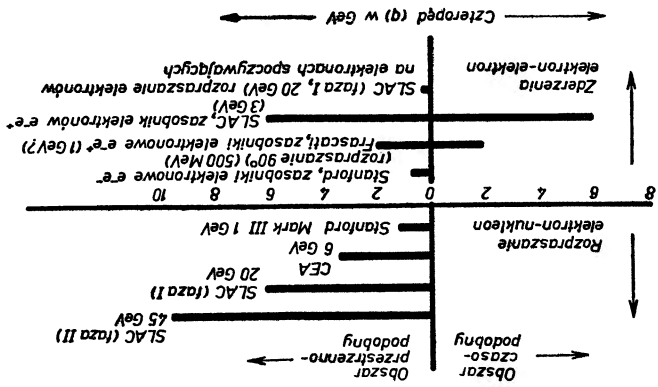 Obszar
czaso-
podobny
Obszar
przestrzenno-
podobny
SLAC (faza II)
45 GeV
SLAC (faza I)
20 GeV
CEA
6 GeV
Stanford Mark III 1 GeV
Rozpraszanie
elektron-nukleon
8 6 4 2 0 2 4 6 8 10
Stanford, zasobniki elektronowe e⁻e⁻
(rozpraszanie 90°) (500 MeV)
Frascati, zasobniki elektronowe e⁻e⁺ (1 GeV?)
SLAC, zasobnik elektronów e⁻e⁺
(3 GeV)
SLAC (faza I, 20 GeV) rozpraszanie elektronów
na elektronach spoczywających
Zderzenia
elektron-elektron
Czteropęd (q) w GeV